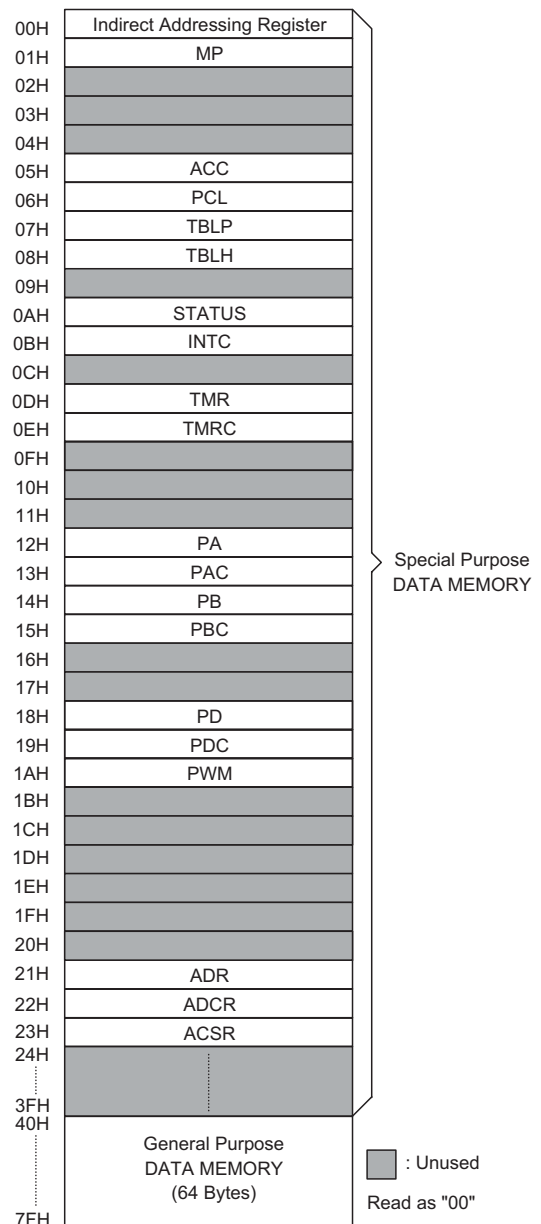 00H Indirect Addressing Register
01H MP
02H
03H
04H
05H ACC
06H PCL
07H TBLP
08H TBLH
09H
0AH STATUS
0BH INTC
0CH
0DH TMR
0EH TMRC
0FH
10H
11H
12H PA
13H PAC
14H PB
15H PBC
16H
17H
18H PD
19H PDC
1AH PWM
1BH
1CH
1DH
1EH
1FH
20H
21H ADR
22H ADCR
23H ACSR
24H
3FH
40H
7FH
General Purpose
DATA MEMORY
(64 Bytes)
Special Purpose
DATA MEMORY
: Unused
Read as "00"